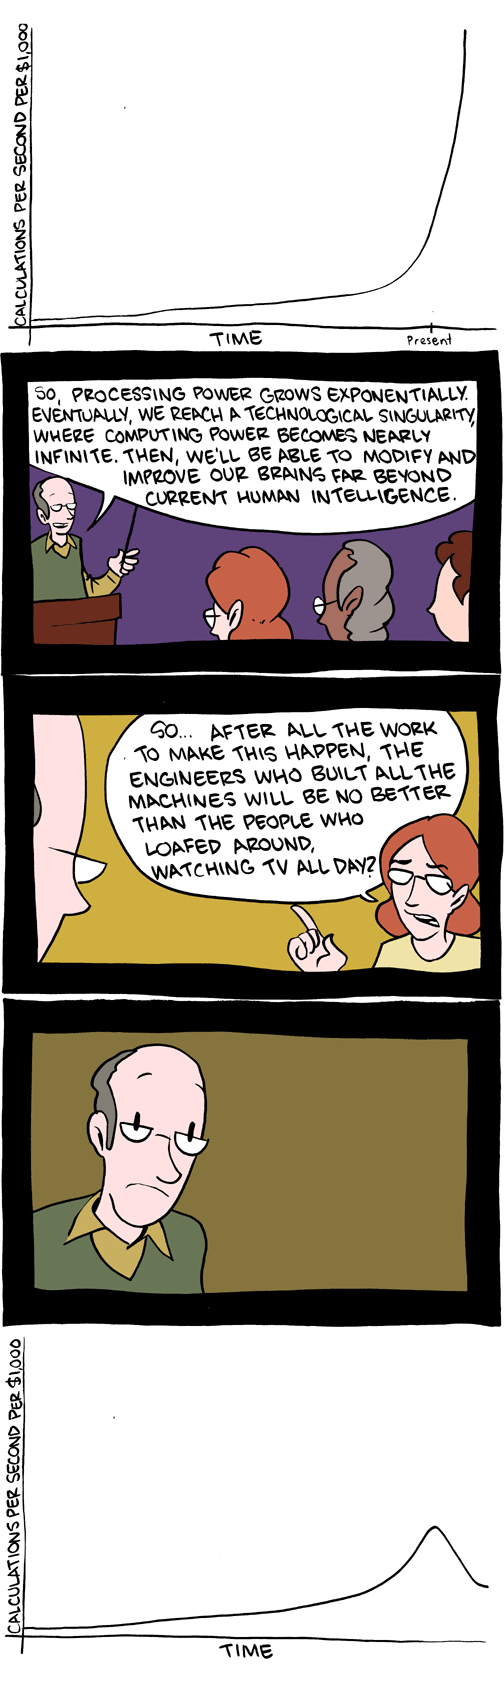 CALCULATIONS PER SECOND PER $1,000
TIME
Present
SO, PROCESSING POWER GROWS EXPONENTIALLY.
EVENTUALLY, WE REACH A TECHNOLOGICAL SINGULARITY,
WHERE COMPUTING POWER BECOMES NEARLY
INFINITE. THEN, WE'LL BE ABLE TO MODIFY AND
IMPROVE OUR BRAINS FAR BEYOND
CURRENT HUMAN INTELLIGENCE.
SO... AFTER ALL THE WORK
TO MAKE THIS HAPPEN, THE
ENGINEERS WHO BUILT ALL THE
MACHINES WILL BE NO BETTER
THAN THE PEOPLE WHO
LOAFED AROUND,
WATCHING TV ALL DAY?
CALCULATIONS PER SECOND PER $1,000
TIME